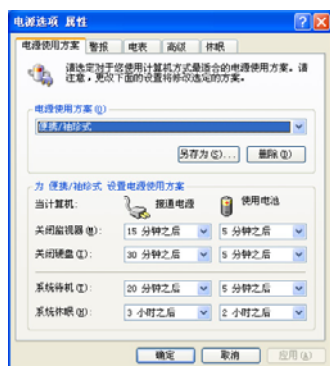 电源选项 属性
电源使用方案 警报 电表 高级 休眠
请选定对于您使用计算机方式最适合的电源使用方案。请
注意，更改下面的设置将修改选定的方案。
电源使用方案(U)
便携/袖珍式
另存为(S)... 删除(D)
为 便携/袖珍式 设置电源使用方案
当计算机: 接通电源 使用电池
关闭监视器(M): 15 分钟之后 5 分钟之后
关闭硬盘(I): 30 分钟之后 5 分钟之后
系统待机(T): 20 分钟之后 5 分钟之后
系统休眠(H): 3 小时之后 2 小时之后
确定 取消 应用(A)